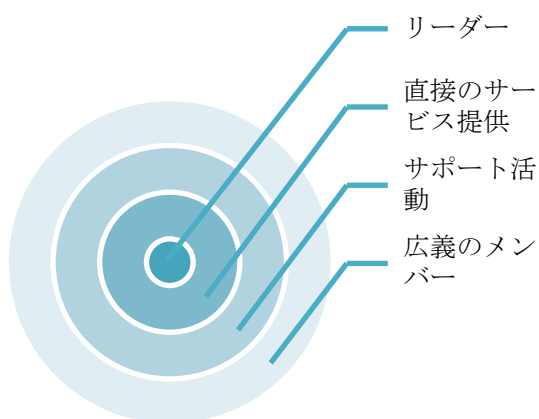 リーダー
直接のサー
ビス提供
サポート活
動
広義のメン
バー